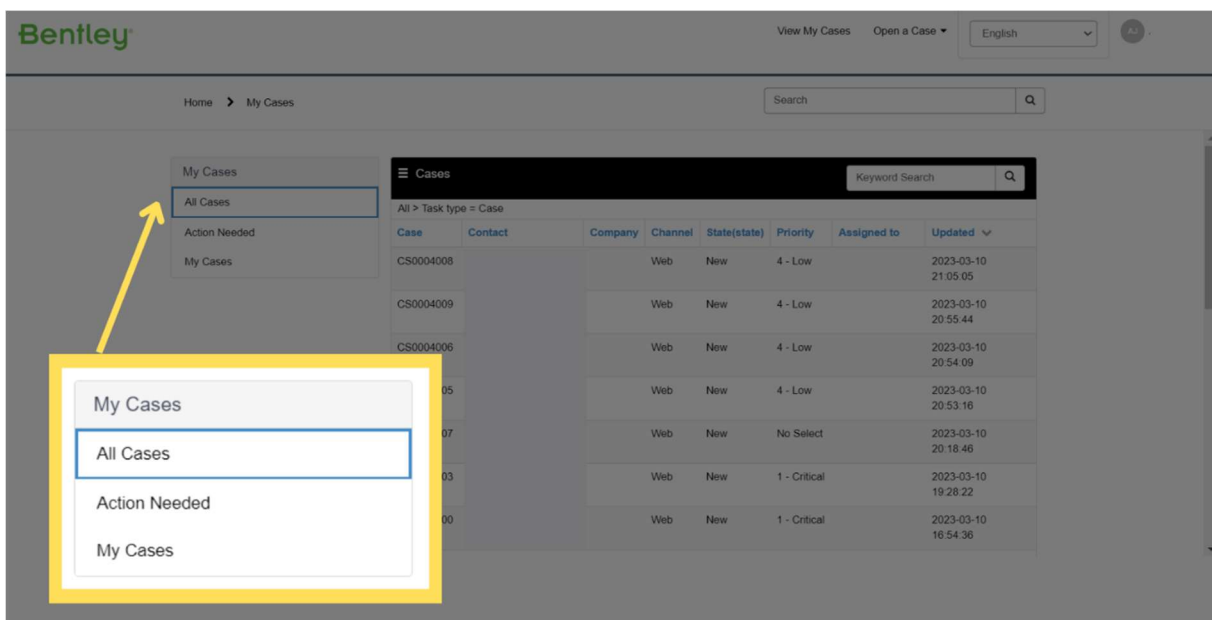 Bentley
View My Cases Open a Case English AJ
Home > My Cases Search
My Cases
All Cases
Action Needed
My Cases
Cases Keyword Search
All > Task type = Case
Case Contact Company Channel State(state) Priority Assigned to Updated
CS0004008 Web New 4 - Low 2023-03-10
21:05:05
CS0004009 Web New 4 - Low 2023-03-10
20:55:44
CS0004006 Web New 4 - Low 2023-03-10
20:54:09
05 Web New 4 - Low 2023-03-10
20:53:16
07 Web New No Select 2023-03-10
20:18:46
03 Web New 1 - Critical 2023-03-10
19:28:22
00 Web New 1 - Critical 2023-03-10
16:54:36
My Cases
All Cases
Action Needed
My Cases